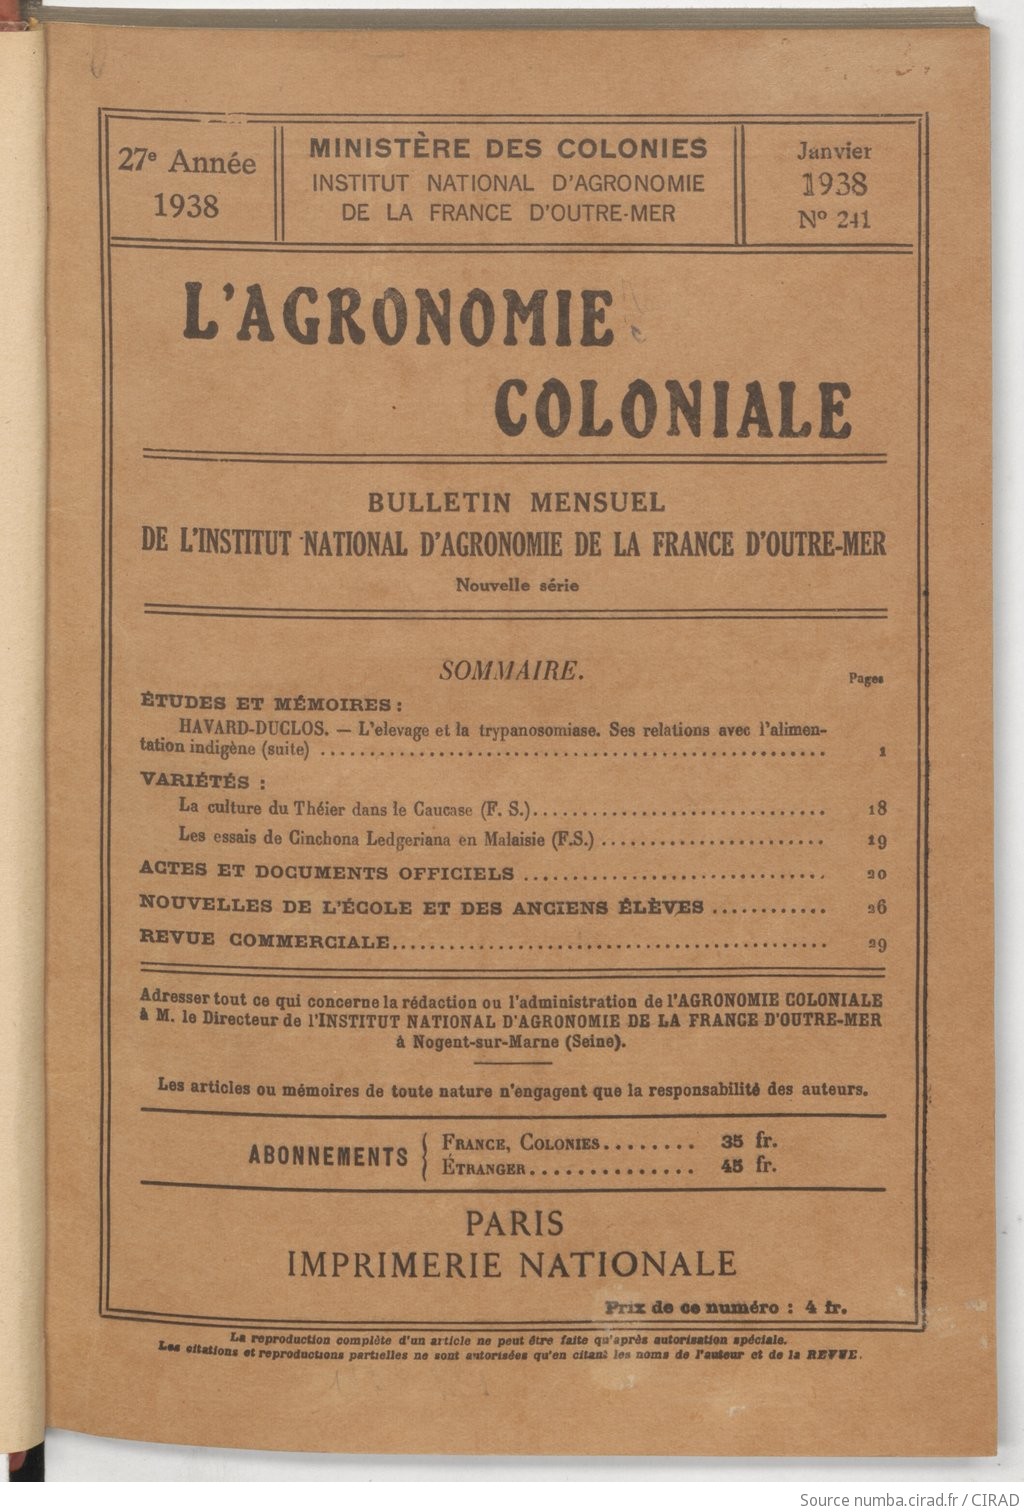 27e Année
1938
MINISTÈRE DES COLONIES
INSTITUT NATIONAL D'AGRONOMIE
DE LA FRANCE D'OUTRE-MER
Janvier
1938
N° 241
L'AGRONOMIE
COLONIALE
BULLETIN MENSUEL
DE L'INSTITUT NATIONAL D'AGRONOMIE DE LA FRANCE D'OUTRE-MER
Nouvelle série
SOMMAIRE.
Pages
ÉTUDES ET MÉMOIRES :
HAVARD-DUCLOS. — L'elevage et la trypanosomiase. Ses relations avec l'alimen-
tation indigène (suite) .................................................... 1
VARIÉTÉS :
La culture du Théier dans le Caucase (F. S.).............................. 18
Les essais de Cinchona Ledgeriana en Malaisie (F.S.) ....................... 19
ACTES ET DOCUMENTS OFFICIELS ............................... 20
NOUVELLES DE L'ÉCOLE ET DES ANCIENS ÉLÈVES ............ 26
REVUE COMMERCIALE............................................. 29
Adresser tout ce qui concerne la rédaction ou l'administration de l'AGRONOMIE COLONIALE
à M. le Directeur de l'INSTITUT NATIONAL D'AGRONOMIE DE LA FRANCE D'OUTRE-MER
à Nogent-sur-Marne (Seine).
Les articles ou mémoires de toute nature n'engagent que la responsabilité des auteurs.
ABONNEMENTS { FRANCE, COLONIES........ 35 fr.
ÉTRANGER............... 45 fr.
PARIS
IMPRIMERIE NATIONALE
Prix de ce numéro : 4 fr.
La reproduction complète d'un article ne peut être faite qu'après autorisation spéciale.
Les citations et reproductions partielles ne sont autorisées qu'en citant les noms de l'auteur et de la REVUE.
Source numba.cirad.fr / CIRAD